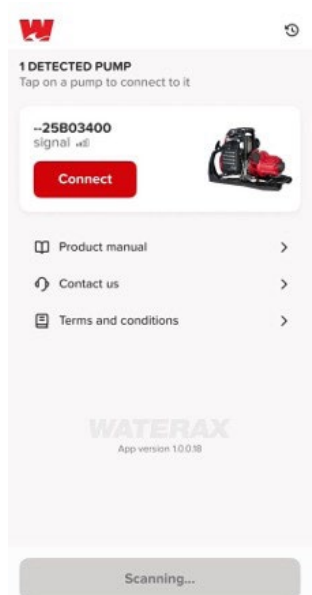 W
1 DETECTED PUMP
Tap on a pump to connect to it
--25B03400
signal
Connect
Product manual
Contact us
Terms and conditions
WATERAX
App version 1.0.0.18
Scanning...